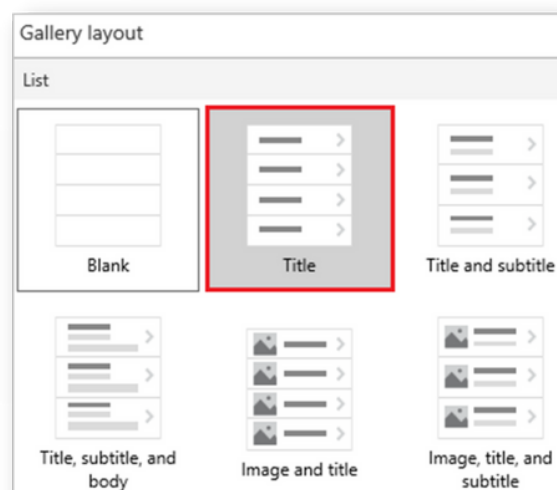 Gallery layout
List
Blank
Title
Title and subtitle
Title, subtitle, and
body
Image and title
Image, title, and
subtitle